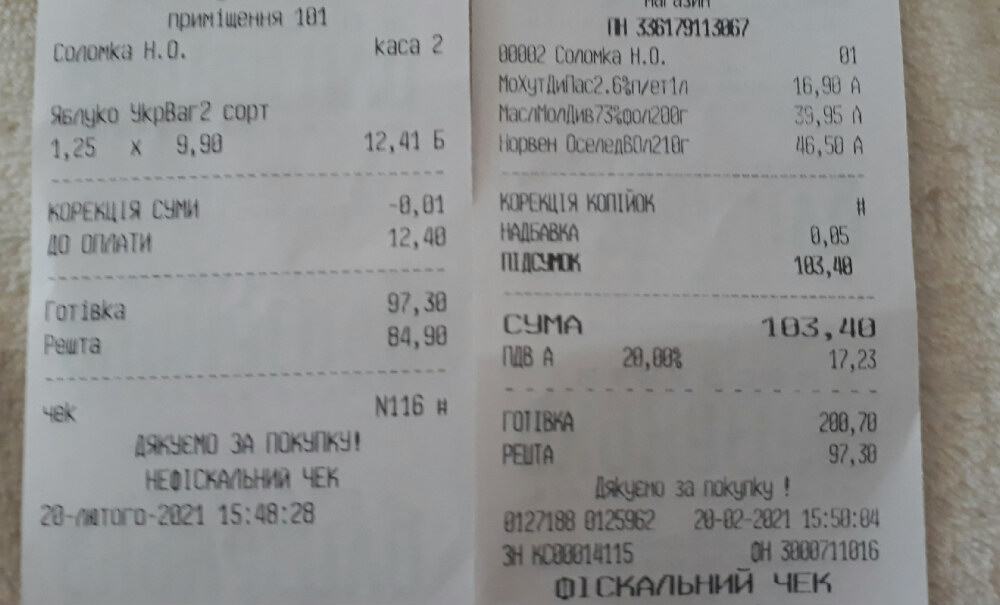 приміщення 101
Соломка Н.О. каса 2
Яблуко УкрВаг2 сорт
1,25 х 9,90 12,41 Б
КОРЕКЦІЯ СУМИ -0,01
ДО ОПЛАТИ 12,40
Готівка 97,30
Решта 84,90
чек N116 #
ДЯКУЄМО ЗА ПОКУПКУ!
НЕФІСКАЛЬНИЙ ЧЕК
20-лютого-2021 15:48:28
магазин
ПН 336179113067
00002 Соломка Н.О. 01
МоХутДиПас2.6%п/ет1л 16,90 А
МаслМолДив73%фол200г 39,95 А
Норвен ОселедВОл210г 46,50 А
КОРЕКЦІЯ КОПІЙОК #
НАДБАВКА 0,05
ПІДСУМОК 103,40
СУМА 103,40
ПДВ А 20,00% 17,23
ГОТІВКА 200,70
РЕШТА 97,30
Дякуємо за покупку !
0127188 0125962 20-02-2021 15:50:04
ЗН КС00014115 ФН 3000711016
ФІСКАЛЬНИЙ ЧЕК